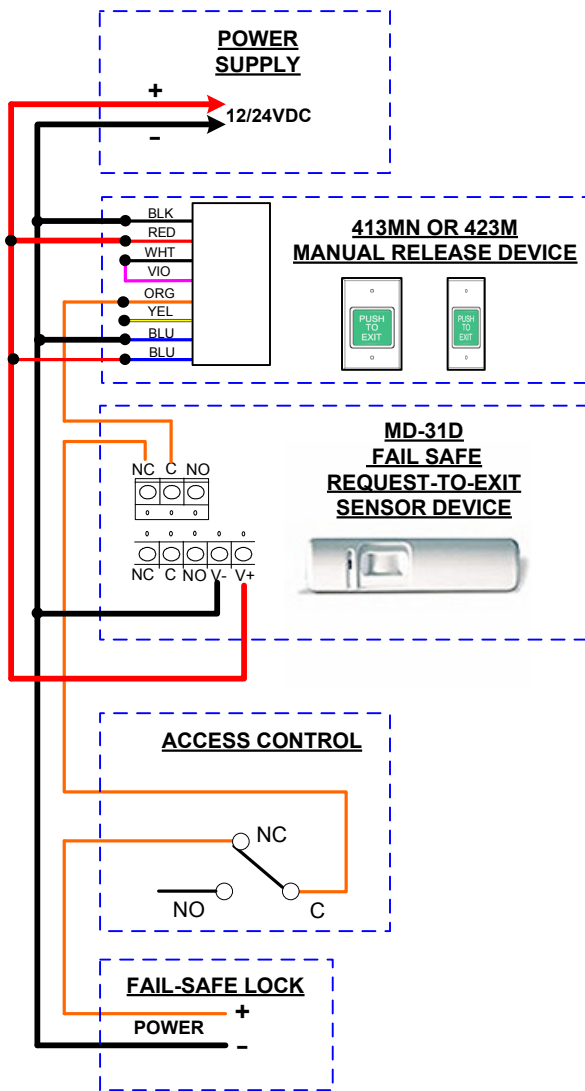 POWER
SUPPLY
+
12/24VDC
-
BLK
RED
WHT
VIO
ORG
YEL
BLU
BLU
413MN OR 423M
MANUAL RELEASE DEVICE
PUSH
TO
EXIT
PUSH
TO
EXIT
MD-31D
FAIL SAFE
REQUEST-TO-EXIT
SENSOR DEVICE
NC C NO
NC C NO V- V+
ACCESS CONTROL
NC
NO
C
FAIL-SAFE LOCK
+
POWER
-